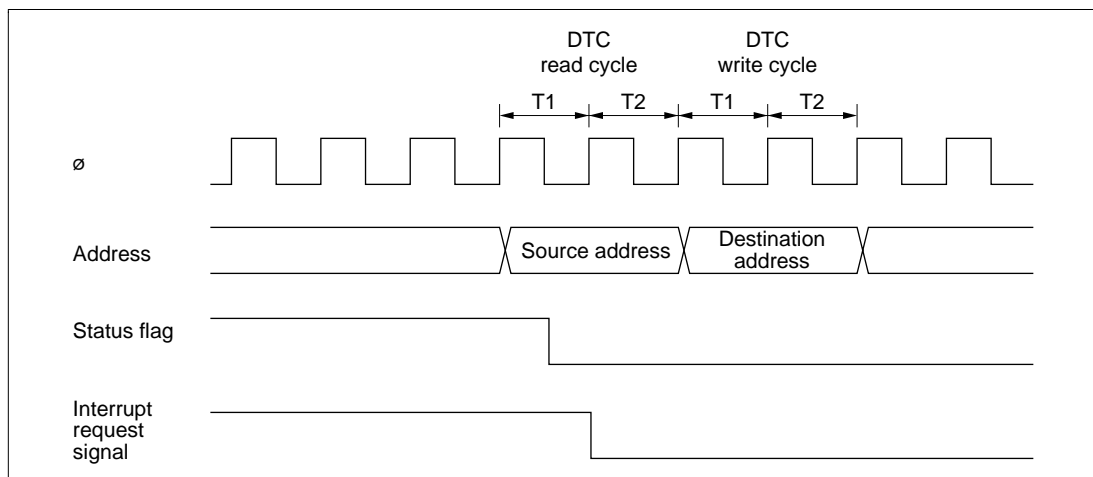 DTC
read cycle
DTC
write cycle
T1
T2
T1
T2
ø
Address
Source address
Destination
address
Status flag
Interrupt
request
signal